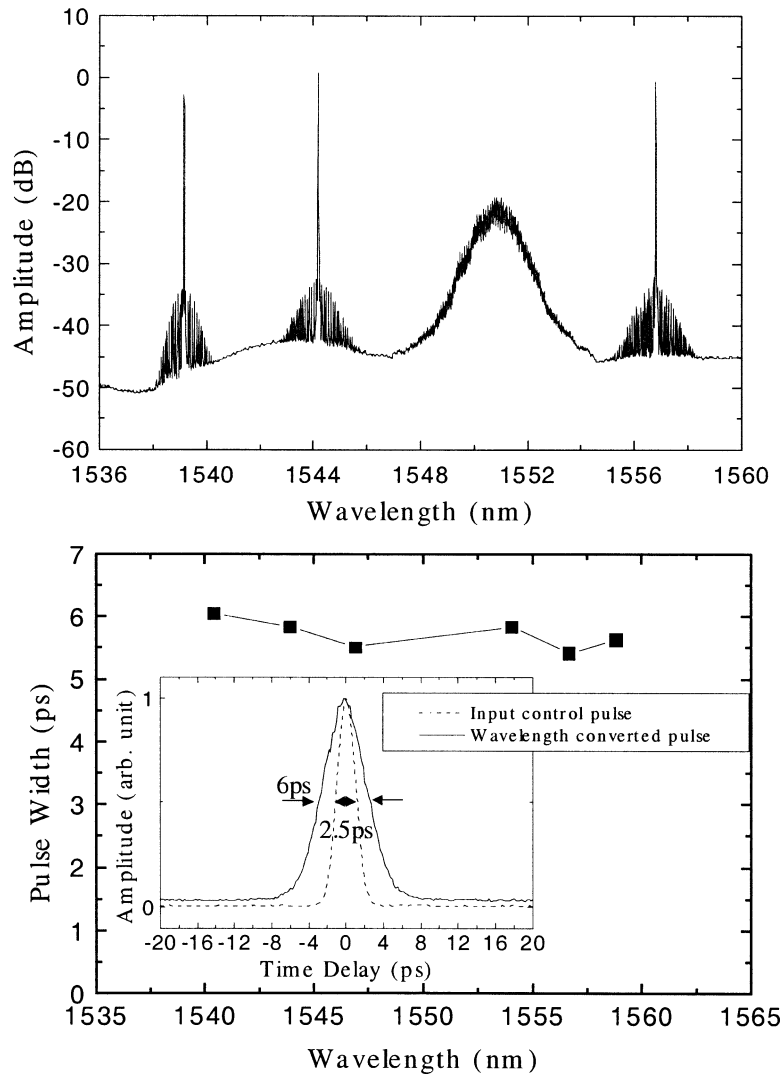 10
0
-10
-20
-30
-40
-50
-60
Amplitude (dB)
1536 1540 1544 1548 1552 1556 1560
Wavelength (nm)
7
6
5
4
3
2
1
0
Pulse Width (ps)
1
0
Amplitude (arb. unit)
Input control pulse
Wavelength converted pulse
6ps
2.5ps
-20 -16 -12 -8 -4 0 4 8 12 16 20
Time Delay (ps)
1535 1540 1545 1550 1555 1560 1565
Wavelength (nm)